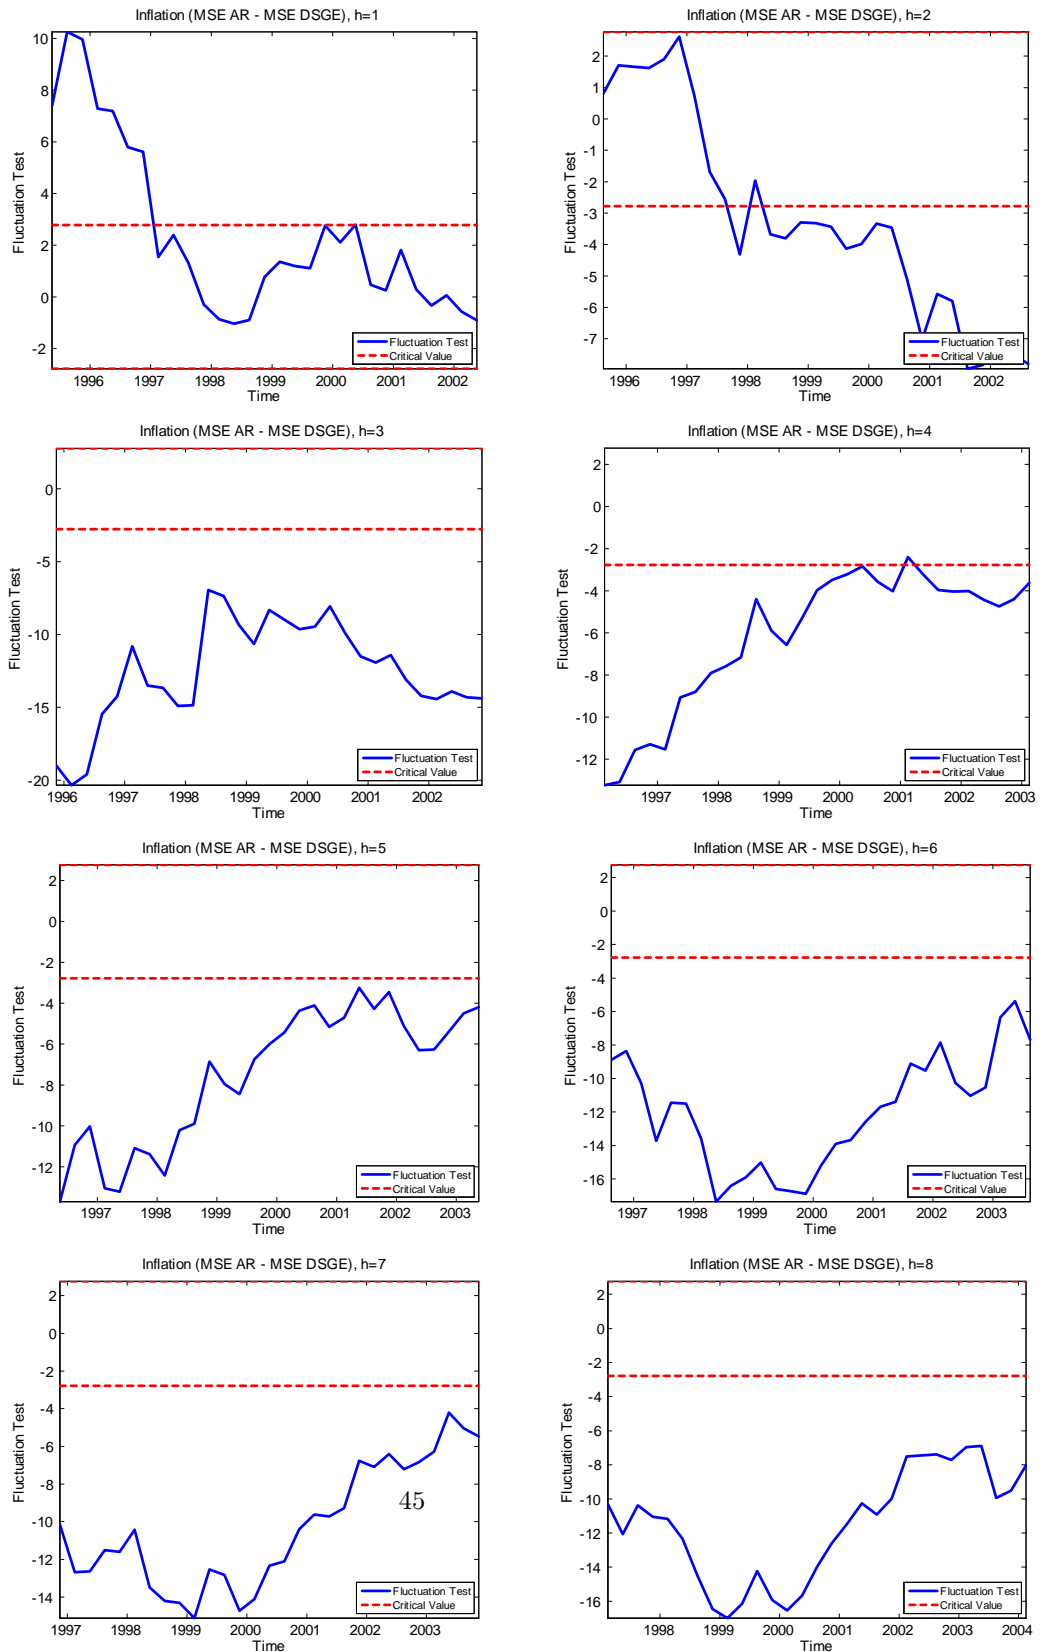 Inflation (MSE AR - MSE DSGE), h=1
10
8
6
4
2
0
-2
Fluctuation Test
Fluctuation Test
Critical Value
1996 1997 1998 1999 2000 2001 2002
Time
Inflation (MSE AR - MSE DSGE), h=2
2
1
0
-1
-2
-3
-4
-5
-6
-7
Fluctuation Test
Fluctuation Test
Critical Value
1996 1997 1998 1999 2000 2001 2002
Time
Inflation (MSE AR - MSE DSGE), h=3
0
-5
-10
-15
-20
Fluctuation Test
Fluctuation Test
Critical Value
1996 1997 1998 1999 2000 2001 2002
Time
Inflation (MSE AR - MSE DSGE), h=4
2
0
-2
-4
-6
-8
-10
-12
Fluctuation Test
Fluctuation Test
Critical Value
1997 1998 1999 2000 2001 2002 2003
Time
Inflation (MSE AR - MSE DSGE), h=5
2
0
-2
-4
-6
-8
-10
-12
Fluctuation Test
Fluctuation Test
Critical Value
1997 1998 1999 2000 2001 2002 2003
Time
Inflation (MSE AR - MSE DSGE), h=6
2
0
-2
-4
-6
-8
-10
-12
-14
-16
Fluctuation Test
Fluctuation Test
Critical Value
1997 1998 1999 2000 2001 2002 2003
Time
Inflation (MSE AR - MSE DSGE), h=7
2
0
-2
-4
-6
-8
-10
-12
-14
Fluctuation Test
45
Fluctuation Test
Critical Value
1997 1998 1999 2000 2001 2002 2003
Time
Inflation (MSE AR - MSE DSGE), h=8
2
0
-2
-4
-6
-8
-10
-12
-14
-16
Fluctuation Test
Fluctuation Test
Critical Value
1998 1999 2000 2001 2002 2003 2004
Time